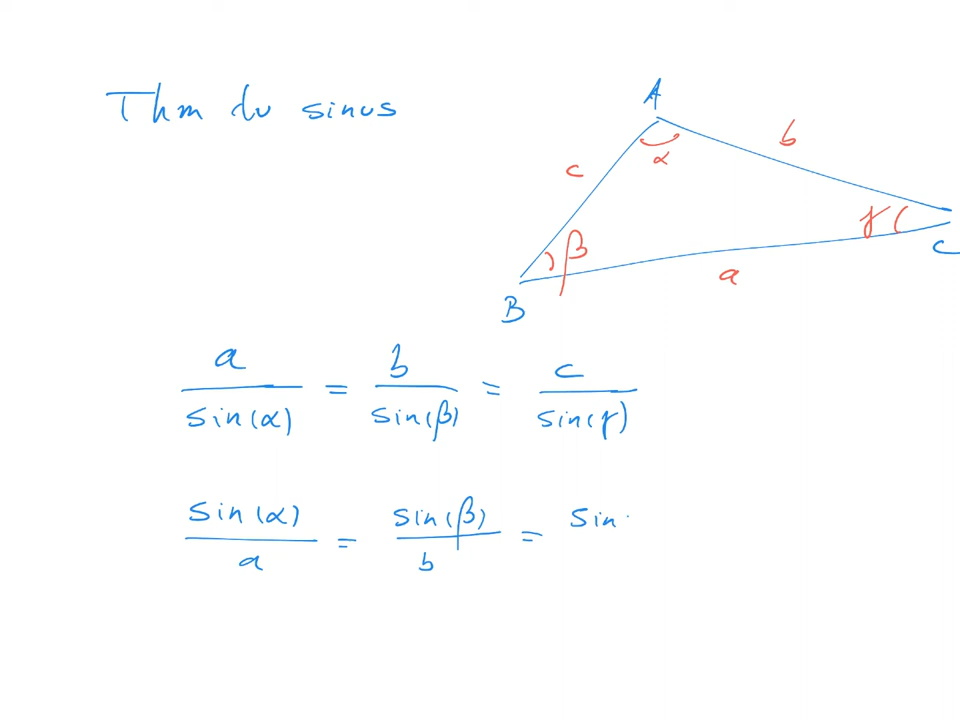 Thm du sinus
A
b
c
α
β
γ
C
a
B
a / sin(α) = b / sin(β) = c / sin(γ)
sin(α) / a = sin(β) / b = sin